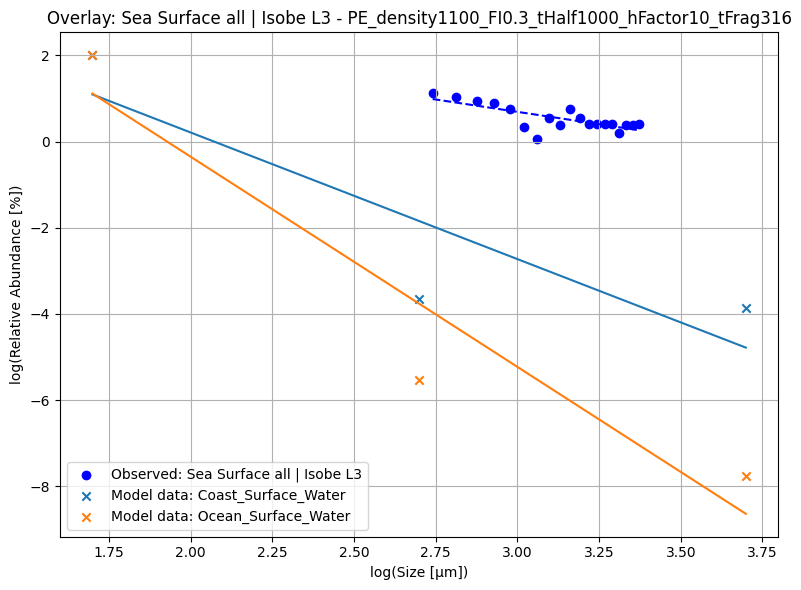 Overlay: Sea Surface all | Isobe L3 - PE_density1100_FI0.3_tHalf1000_hFactor10_tFrag316
log(Relative Abundance [%])
2
0
−2
−4
−6
−8
Observed: Sea Surface all | Isobe L3
Model data: Coast_Surface_Water
Model data: Ocean_Surface_Water
1.75 2.00 2.25 2.50 2.75 3.00 3.25 3.50 3.75
log(Size [μm])